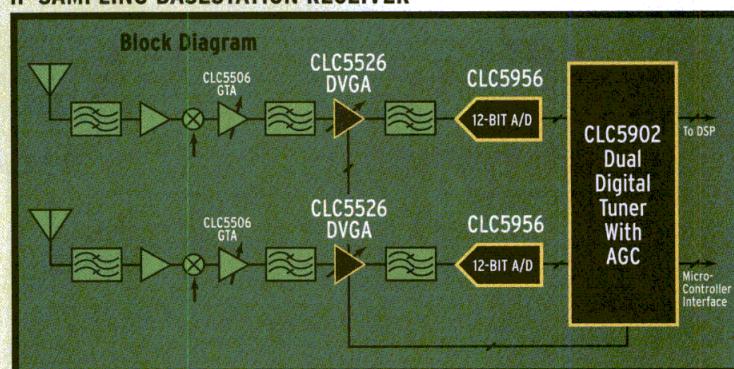 IF-SAMPLING BASESTATION RECEIVER
Block Diagram
CLC5506
GTA
CLC5526
DVGA
CLC5956
12-BIT A/D
CLC5902
Dual
Digital
Tuner
With
AGC
To DSP
CLC5506
GTA
CLC5526
DVGA
CLC5956
12-BIT A/D
Micro-
Controller
Interface